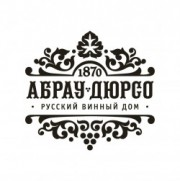 1870
АБРАУ-ДЮРСО
• РУССКИЙ ВИННЫЙ ДОМ •